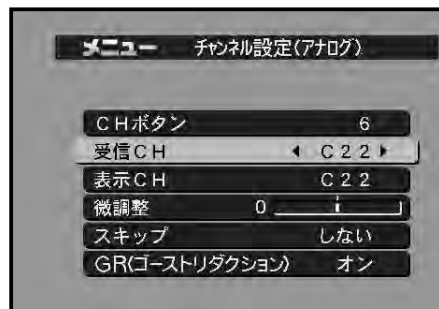 メニュー チャンネル設定(アナログ)
CHボタン 6
受信CH C22
表示CH C22
微調整 0
スキップ しない
GR(ゴーストリダクション) オン